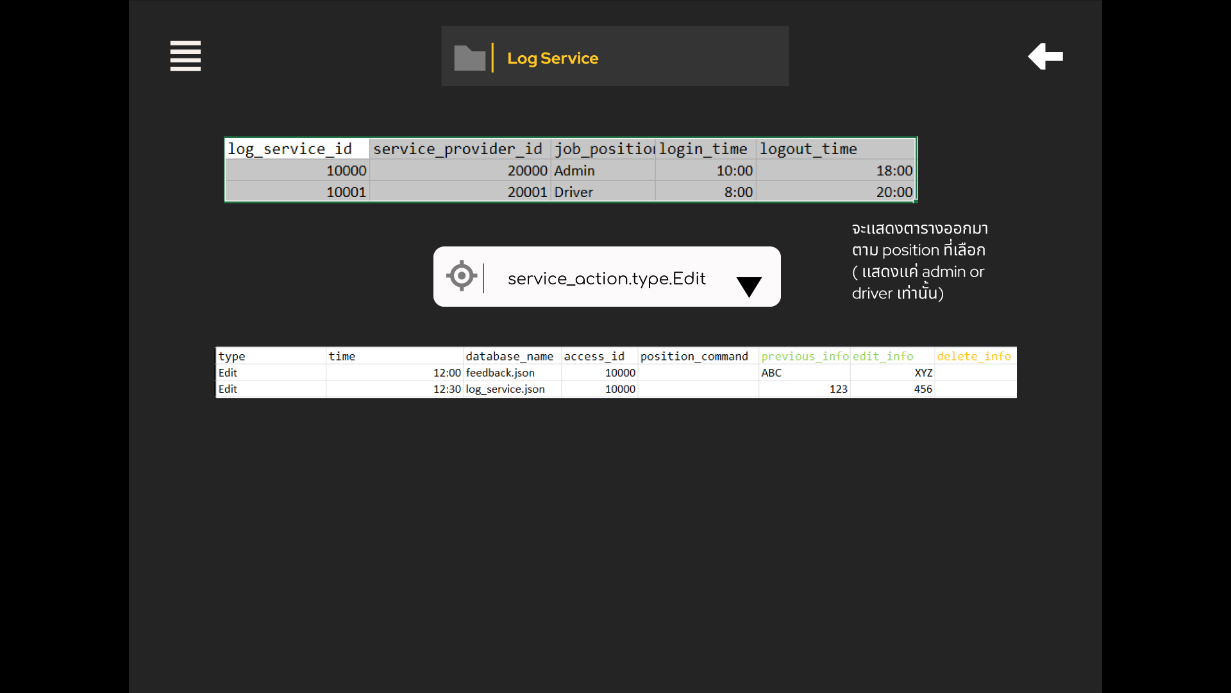 Log Service
log_service_id service_provider_id job_position login_time logout_time
10000 20000 Admin 10:00 18:00
10001 20001 Driver 8:00 20:00
จะแสดงตารางออกมา
ตาม position ที่เลือก
( แสดงแค่ admin or
driver เท่านั้น)
service_action.type.Edit
type time database_name access_id position_command previous_info edit_info delete_info
Edit 12:00 feedback.json 10000 ABC XYZ
Edit 12:30 log_service.json 10000 123 456